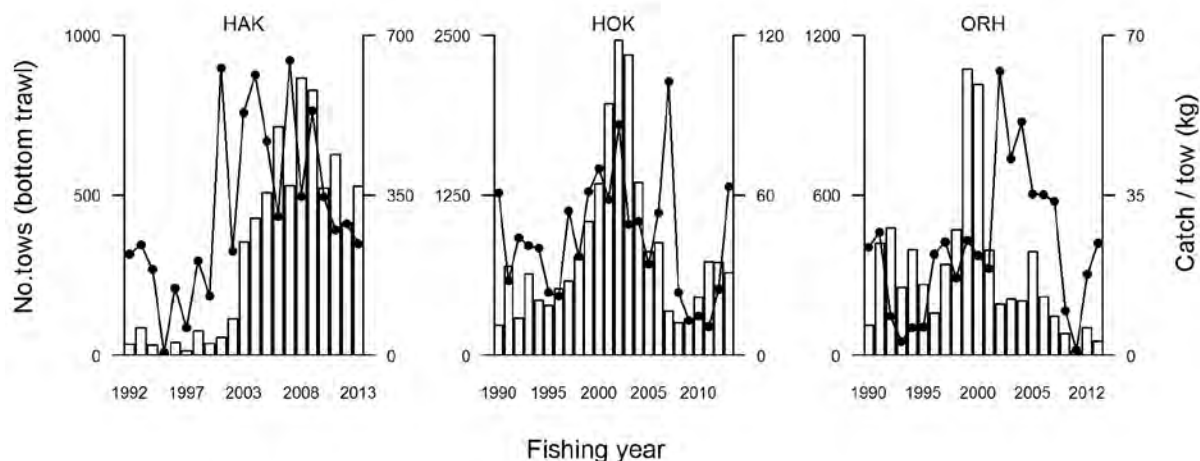 HAK HOK ORH
No.tows (bottom trawl)
1000 700 2500 120 1200 70
500 350 1250 60 600 35
0 0 0 0 0 0
1992 1997 2003 2008 2013 1990 1995 2000 2005 2010 1990 1995 2000 2005 2012
Catch / tow (kg)
Fishing year